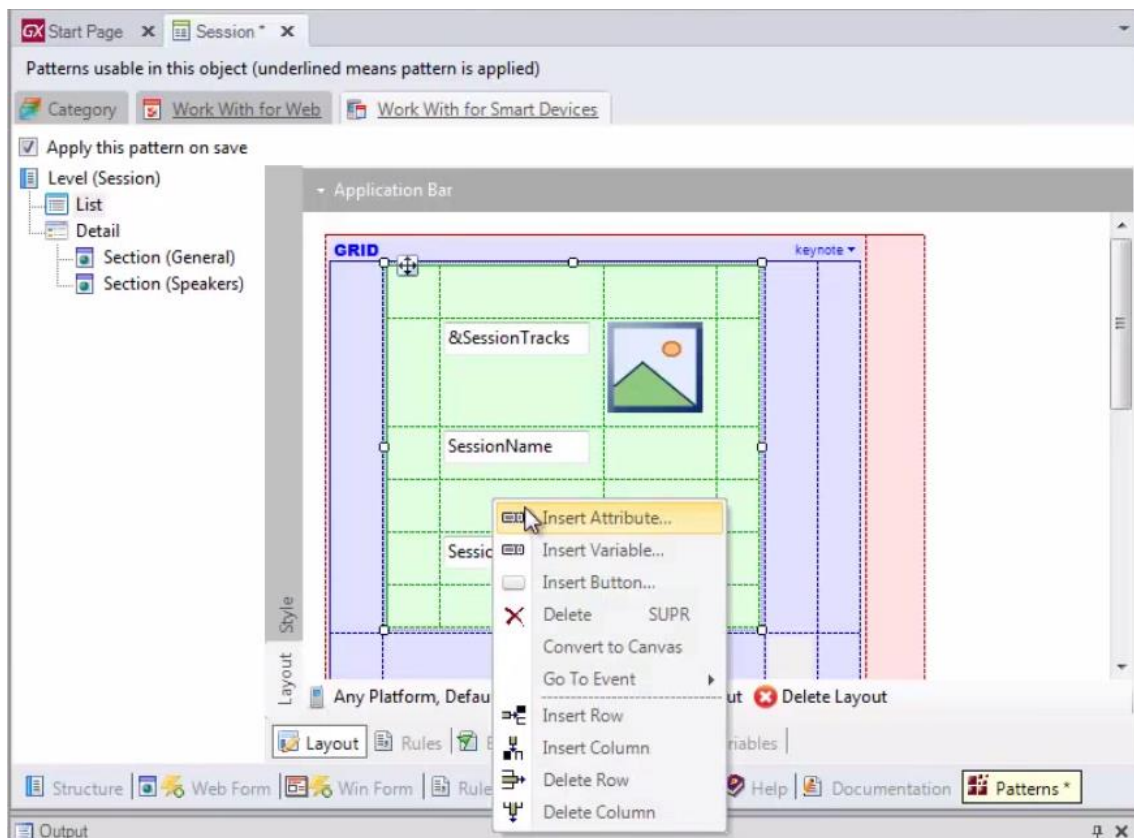 GX Start Page X Session * X
Patterns usable in this object (underlined means pattern is applied)
Category Work With for Web Work With for Smart Devices
Apply this pattern on save
Level (Session)
List
Detail
Section (General)
Section (Speakers)
Application Bar
GRID keynote
&SessionTracks
SessionName
Insert Attribute...
Insert Variable...
Insert Button...
Delete SUPR
Convert to Canvas
Go To Event
Insert Row
Insert Column
Delete Row
Delete Column
Style
Layout
Any Platform, Delete Layout
Layout Rules
Structure Web Form Win Form Help Documentation Patterns *
Output